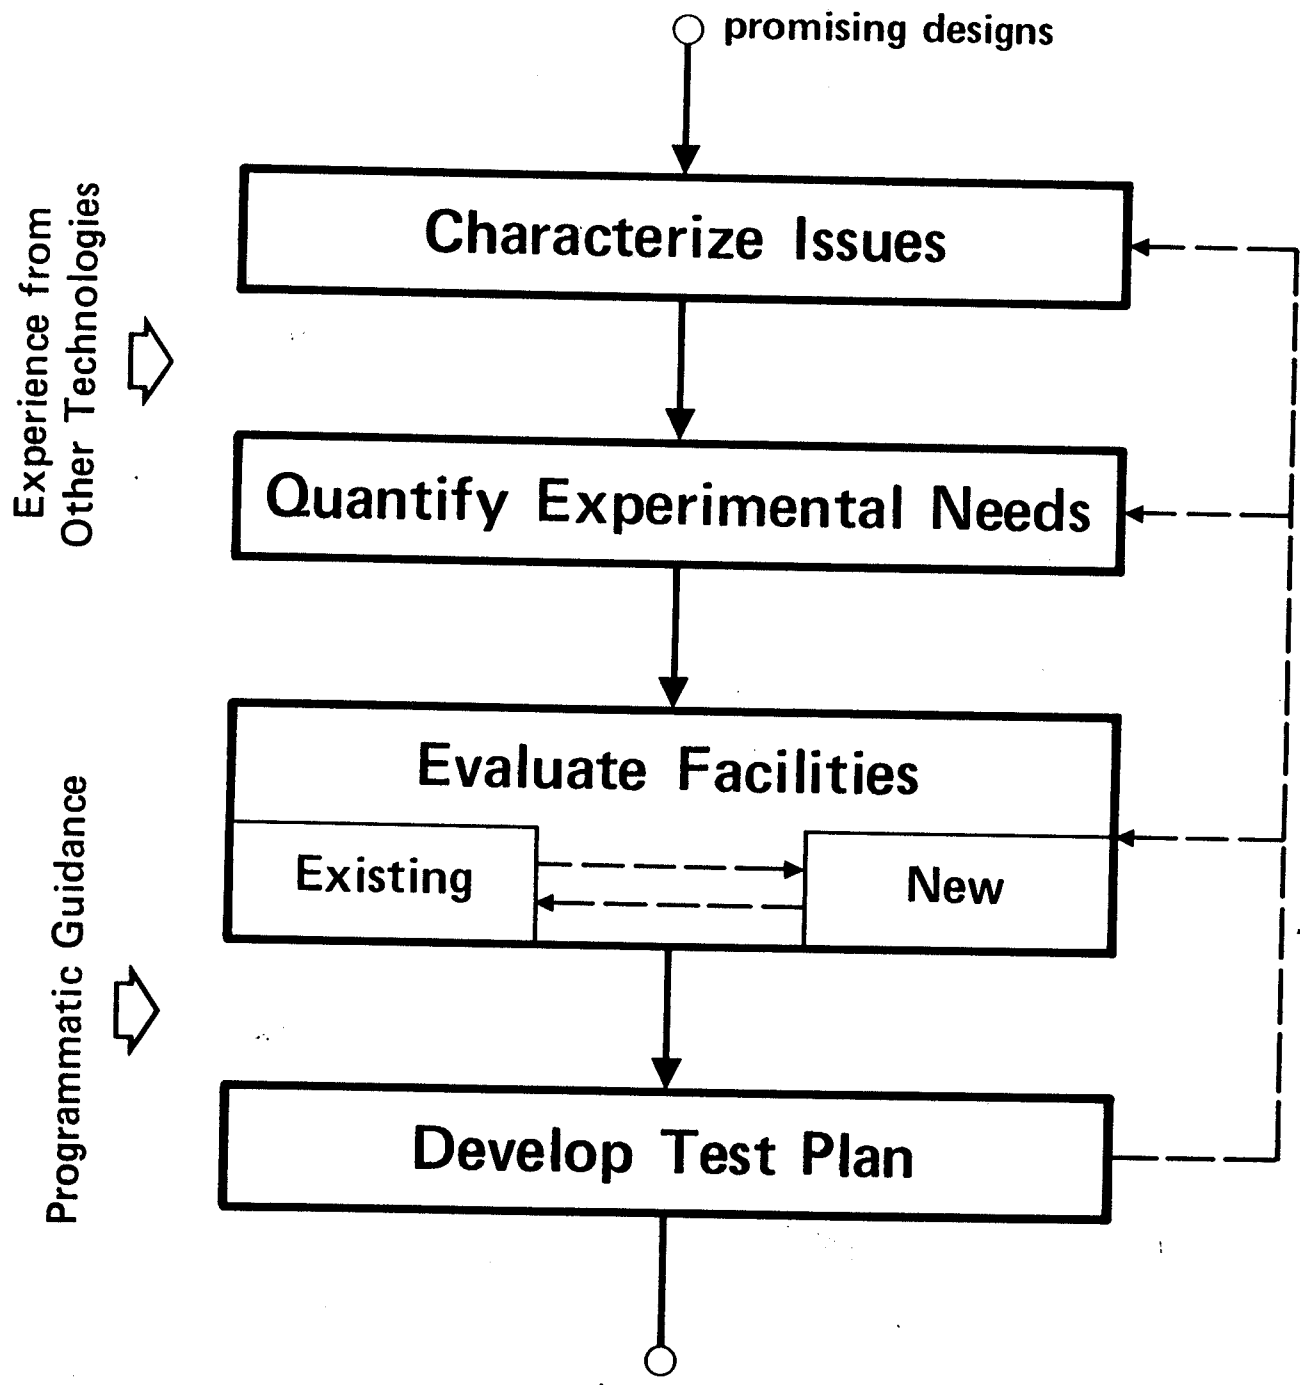 promising designs
Characterize Issues
Experience from
Other Technologies
Quantify Experimental Needs
Evaluate Facilities
Existing
New
Programmatic Guidance
Develop Test Plan